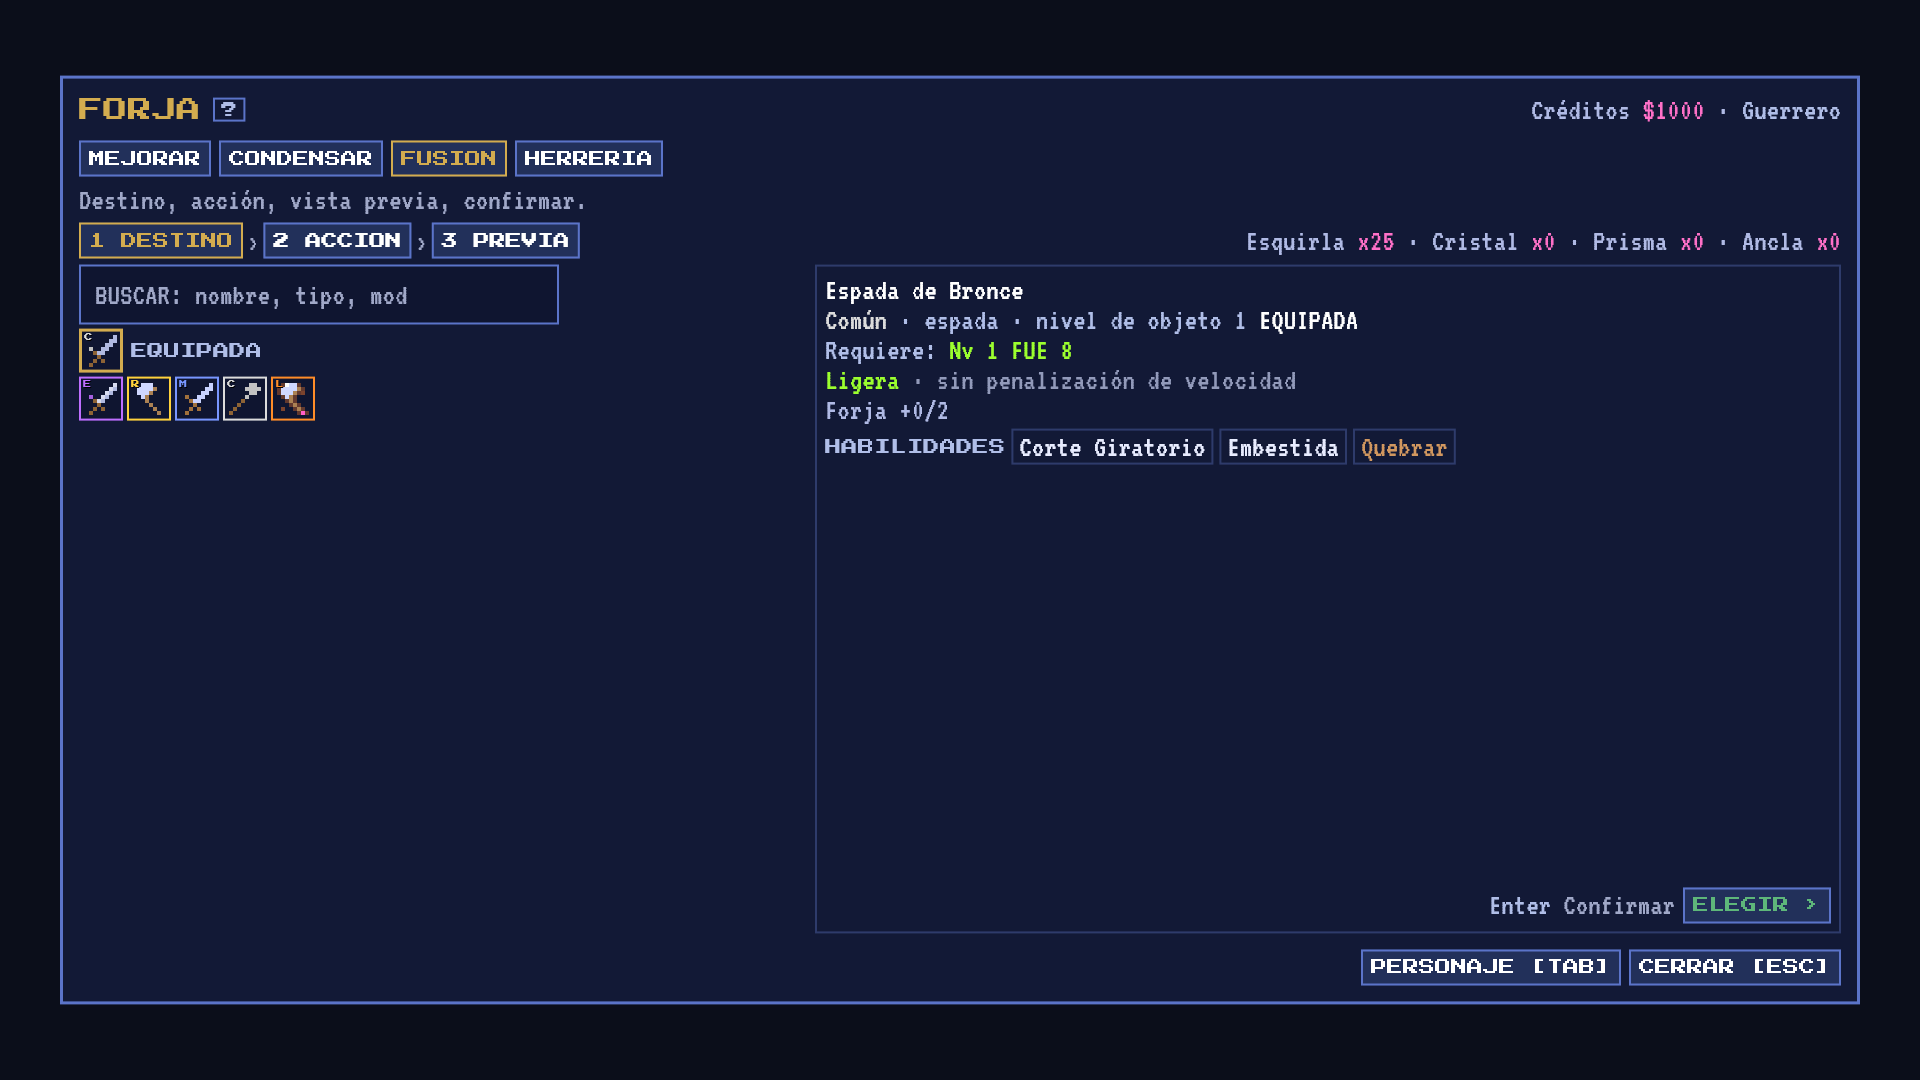 FORJA ?
Créditos $1000 · Guerrero
MEJORAR CONDENSAR FUSION HERRERIA
Destino, acción, vista previa, confirmar.
1 DESTINO › 2 ACCION › 3 PREVIA
Esquirla x25 · Cristal x0 · Prisma x0 · Ancla x0
BUSCAR: nombre, tipo, mod
C EQUIPADA
E R M C L
Espada de Bronce
Común · espada · nivel de objeto 1 EQUIPADA
Requiere: Nv 1 FUE 8
Ligera · sin penalización de velocidad
Forja +0/2
HABILIDADES Corte Giratorio Embestida Quebrar
Enter Confirmar ELEGIR >
PERSONAJE [TAB] CERRAR [ESC]